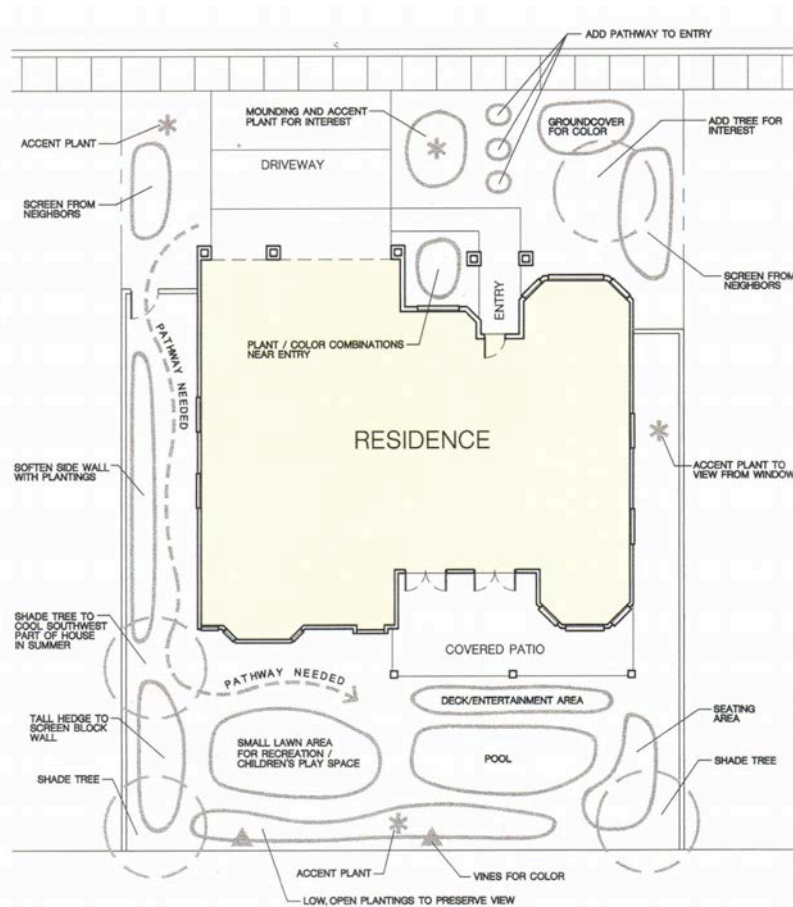 ADD PATHWAY TO ENTRY
MOUNDING AND ACCENT
PLANT FOR INTEREST
GROUNDCOVER
FOR COLOR
ADD TREE FOR
INTEREST
ACCENT PLANT
DRIVEWAY
SCREEN FROM
NEIGHBORS
SCREEN FROM
NEIGHBORS
ENTRY
PATHWAY NEEDED
PLANT / COLOR COMBINATIONS
NEAR ENTRY
RESIDENCE
SOFTEN SIDE WALL
WITH PLANTINGS
ACCENT PLANT TO
VIEW FROM WINDOW
SHADE TREE TO
COOL SOUTHWEST
PART OF HOUSE
IN SUMMER
COVERED PATIO
PATHWAY NEEDED
DECK/ENTERTAINMENT AREA
TALL HEDGE TO
SCREEN BLOCK
WALL
SEATING
AREA
SMALL LAWN AREA
FOR RECREATION /
CHILDREN'S PLAY SPACE
POOL
SHADE TREE
SHADE TREE
ACCENT PLANT
VINES FOR COLOR
LOW, OPEN PLANTINGS TO PRESERVE VIEW